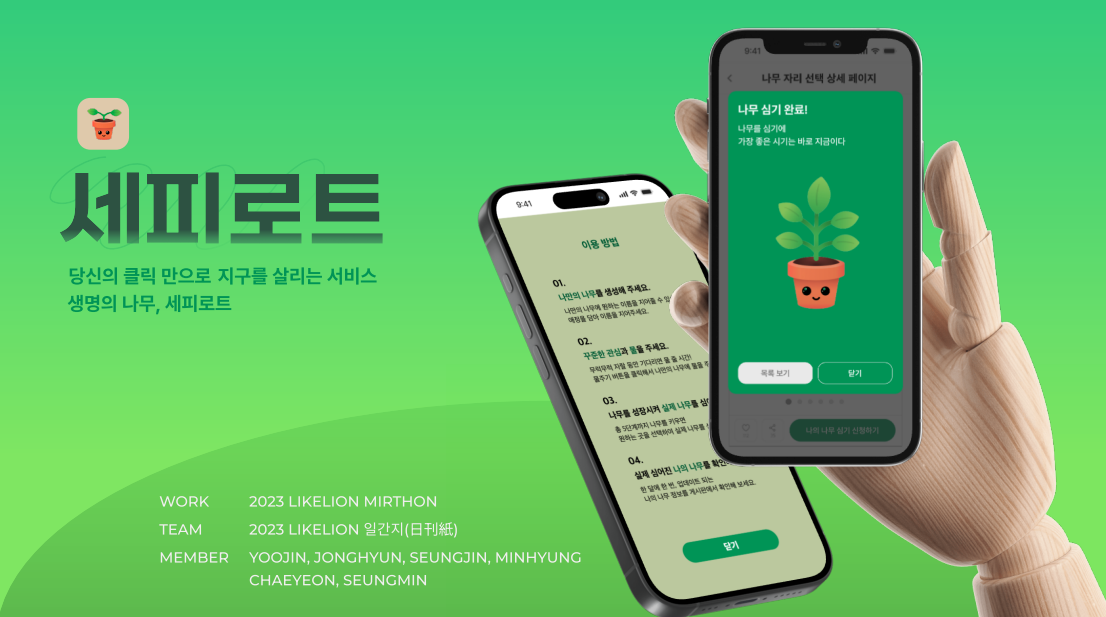 세피로트
당신의 클릭 만으로 지구를 살리는 서비스
생명의 나무, 세피로트
WORK 2023 LIKELION MIRTHON
TEAM 2023 LIKELION 일간지(日刊紙)
MEMBER YOOJIN, JONGHYUN, SEUNGJIN, MINHYUNG
CHAEYEON, SEUNGMIN
9:41
이용 방법
01.
나만의 나무를 생성해 주세요.
나만의 나무에 원하는 이름을 지어줄 수 있
애정을 담아 이름을 지어주세요.
02.
꾸준한 관심과 물을 주세요.
무럭무럭 자랄 동안 기다리면 물 줄 시간!
물주기 버튼을 클릭해서 나만의 나무에 물을
03.
나무를 성장시켜 실제 나무를
총 5단계까지 나무를 키우면
원하는 곳을 선택하여 실제 나무를
04.
실제 심어진 나의 나무를
한 달에 한 번, 업데이트 되는
나의 나무 정보를 게시판에서 확인해 보세요.
닫기
9:41
나무 자리 선택 상세 페이지
나무 심기 완료!
나무를 심기에
가장 좋은 시기는 바로 지금이다
목록 보기
닫기
나의 나무 심기 신청하기